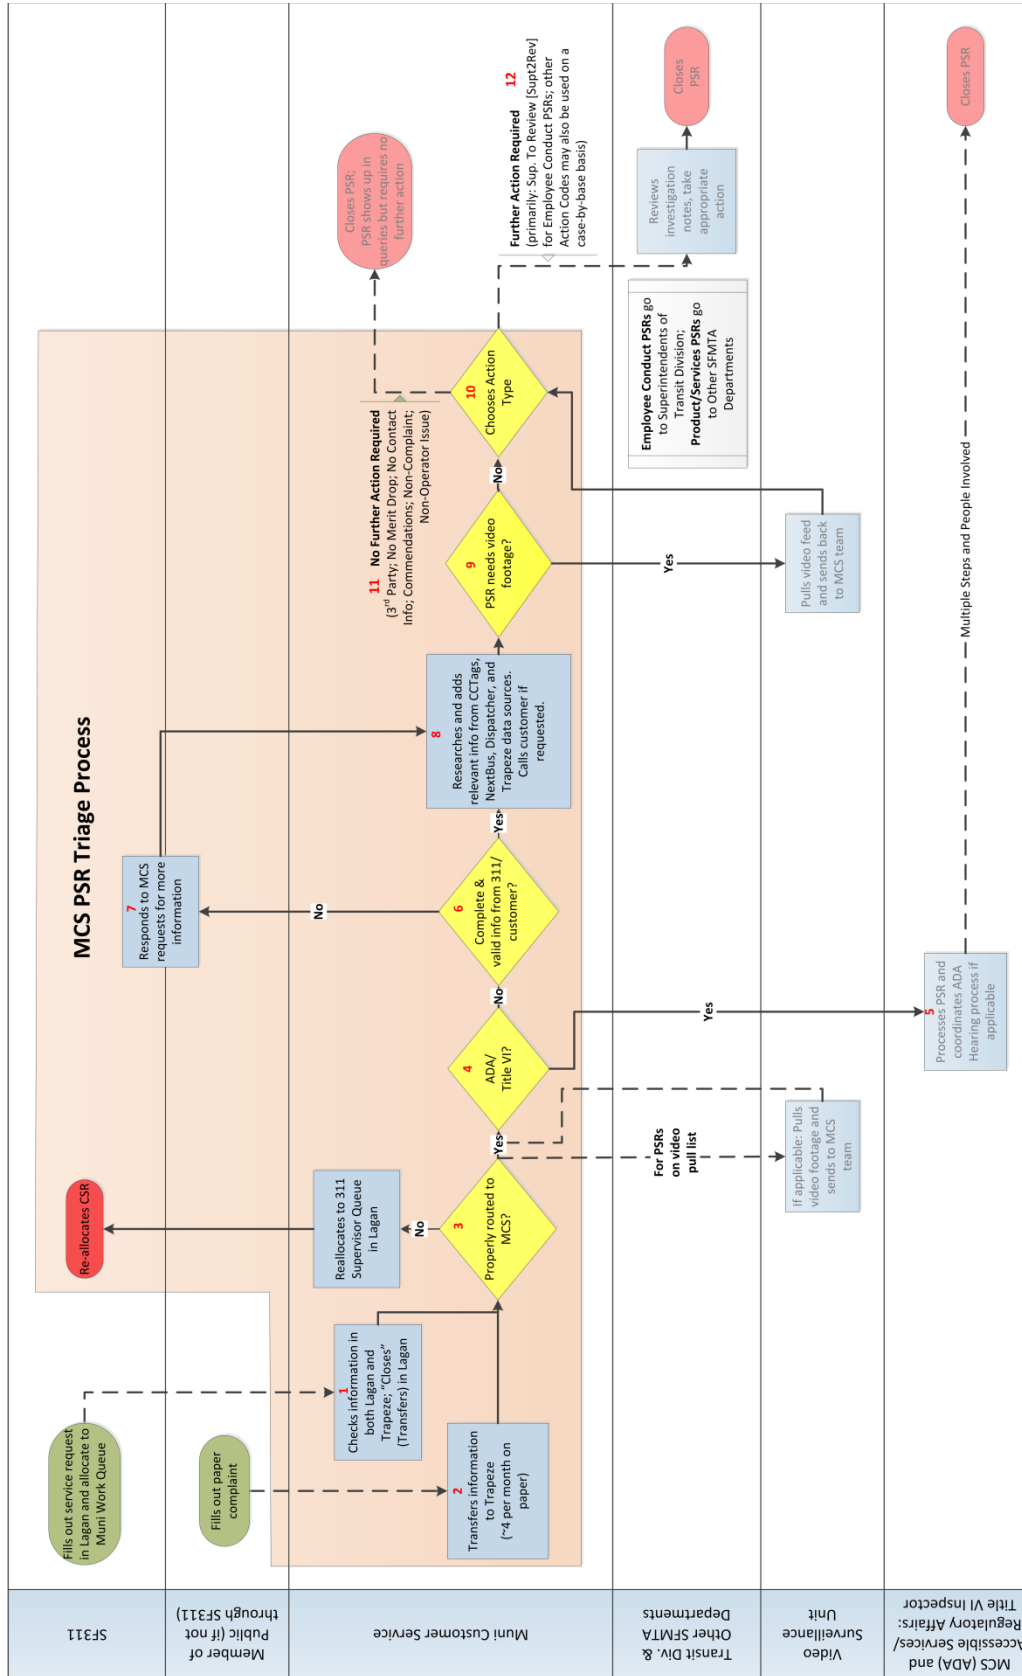 MCS PSR Triage Process
SF311
Member of
Public (if not
through SF311)
Muni Customer Service
Transit Div. &
Other SFMTA
Departments
Video
Surveillance
Unit
MCS (ADA) and
Regulatory Affairs:
Accessible Services/
Title VI Inspector
Fills out service request
in Lagan and allocate to
Muni Work Queue
Fills out paper
complaint
1
Checks information in
both Lagan and
Trapeze; “Closes”
(Transfers) in Lagan
2
Transfers information
to Trapeze
(~4 per month on
paper)
Re-allocates CSR
Reallocates to 311
Supervisor Queue
in Lagan
No
3
Properly routed to
MCS?
Yes
For PSRs
on video
pull list
If applicable: Pulls
video footage and
sends to MCS
team
4
ADA/
Title VI?
No
Yes
5
Processes PSR and
coordinates ADA
Hearing process if
applicable
Multiple Steps and People Involved
Closes PSR
6
Complete &
valid info from 311/
customer?
No
Yes
7
Responds to MCS
requests for more
information
8
Researches and adds
relevant info from CCTags,
NextBus, Dispatcher, and
Trapeze data sources.
Calls customer if
requested.
9
PSR needs video
footage?
No
Yes
Pulls video feed
and sends back
to MCS team
10
Chooses Action
Type
11 No Further Action Required
(3rd Party; No Merit Drop; No Contact
Info; Commendations; Non-Complaint;
Non-Operator Issue)
Closes PSR;
PSR shows up in
queries but requires no
further action
12
Further Action Required
(primarily: Sup. To Review [Supt2Rev]
for Employee Conduct PSRs; other
Action Codes may also be used on a
case-by-base basis)
Employee Conduct PSRs go
to Superintendents of
Transit Division;
Product/Services PSRs go
to Other SFMTA
Departments
Reviews
investigation
notes, take
appropriate
action
Closes
PSR